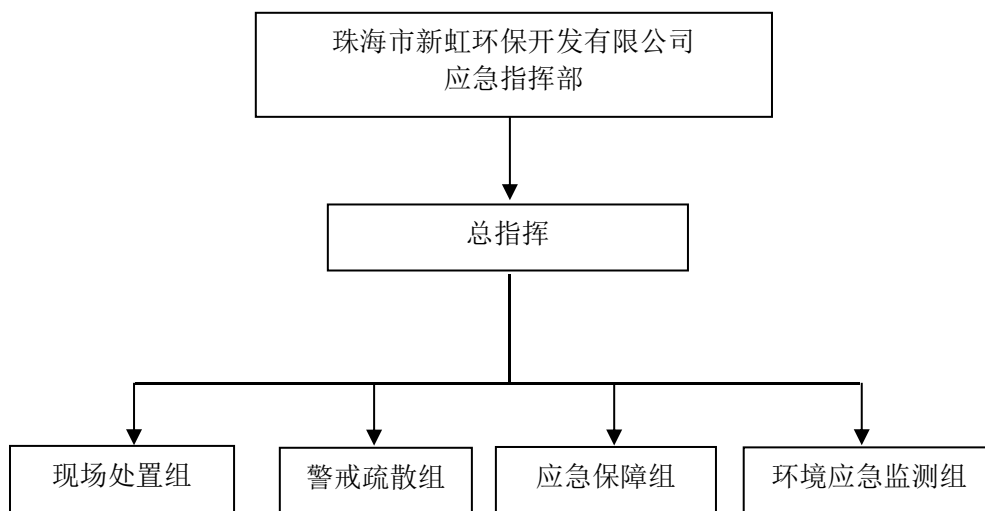 珠海市新虹环保开发有限公司
应急指挥部
总指挥
现场处置组
警戒疏散组
应急保障组
环境应急监测组